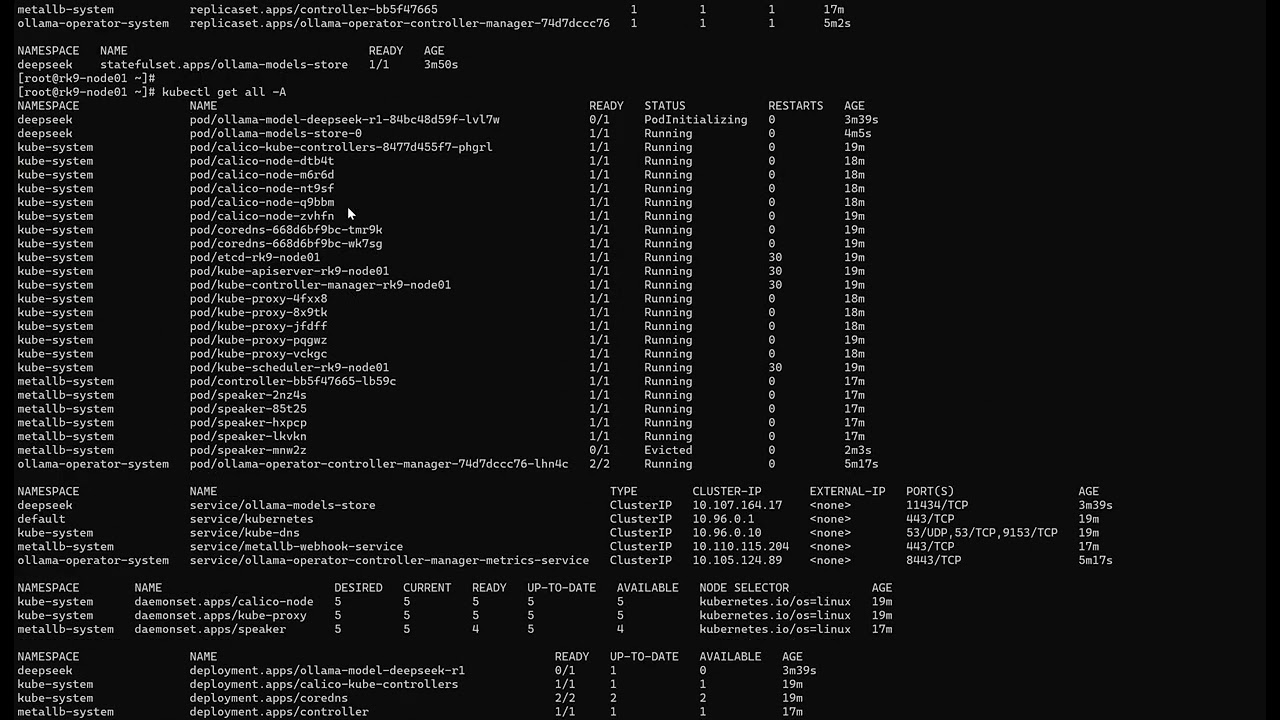 metallb-system replicaset.apps/controller-bb5f47665 1 1 1 17m
ollama-operator-system replicaset.apps/ollama-operator-controller-manager-74d7dccc76 1 1 1 5m2s
NAMESPACE NAME READY AGE
deepseek statefulset.apps/ollama-models-store 1/1 3m50s
[root@rk9-node01 ~]#
[root@rk9-node01 ~]# kubectl get all -A
NAMESPACE NAME READY STATUS RESTARTS AGE
deepseek pod/ollama-model-deepseek-r1-84bc48d59f-lvl7w 0/1 PodInitializing 0 3m39s
deepseek pod/ollama-models-store-0 1/1 Running 0 4m5s
kube-system pod/calico-kube-controllers-8477d455f7-phgrl 1/1 Running 0 19m
kube-system pod/calico-node-dtb4t 1/1 Running 0 18m
kube-system pod/calico-node-m6r6d 1/1 Running 0 18m
kube-system pod/calico-node-nt9sf 1/1 Running 0 18m
kube-system pod/calico-node-q9bbm 1/1 Running 0 18m
kube-system pod/calico-node-zvhfn 1/1 Running 0 19m
kube-system pod/coredns-668d6bf9bc-tmr9k 1/1 Running 0 19m
kube-system pod/coredns-668d6bf9bc-wk7sg 1/1 Running 0 19m
kube-system pod/etcd-rk9-node01 1/1 Running 30 19m
kube-system pod/kube-apiserver-rk9-node01 1/1 Running 30 19m
kube-system pod/kube-controller-manager-rk9-node01 1/1 Running 30 19m
kube-system pod/kube-proxy-4fxx8 1/1 Running 0 18m
kube-system pod/kube-proxy-8x9tk 1/1 Running 0 18m
kube-system pod/kube-proxy-jfdff 1/1 Running 0 18m
kube-system pod/kube-proxy-pqgwz 1/1 Running 0 19m
kube-system pod/kube-proxy-vckgc 1/1 Running 0 18m
kube-system pod/kube-scheduler-rk9-node01 1/1 Running 30 19m
metallb-system pod/controller-bb5f47665-lb59c 1/1 Running 0 17m
metallb-system pod/speaker-2nz4s 1/1 Running 0 17m
metallb-system pod/speaker-85t25 1/1 Running 0 17m
metallb-system pod/speaker-hxpcp 1/1 Running 0 17m
metallb-system pod/speaker-lkvkn 1/1 Running 0 17m
metallb-system pod/speaker-mnw2z 0/1 Evicted 0 2m3s
ollama-operator-system pod/ollama-operator-controller-manager-74d7dccc76-lhn4c 2/2 Running 0 5m17s
NAMESPACE NAME TYPE CLUSTER-IP EXTERNAL-IP PORT(S) AGE
deepseek service/ollama-models-store ClusterIP 10.107.164.17 <none> 11434/TCP 3m39s
default service/kubernetes ClusterIP 10.96.0.1 <none> 443/TCP 19m
kube-system service/kube-dns ClusterIP 10.96.0.10 <none> 53/UDP,53/TCP,9153/TCP 19m
metallb-system service/metallb-webhook-service ClusterIP 10.110.115.204 <none> 443/TCP 17m
ollama-operator-system service/ollama-operator-controller-manager-metrics-service ClusterIP 10.105.124.89 <none> 8443/TCP 5m17s
NAMESPACE NAME DESIRED CURRENT READY UP-TO-DATE AVAILABLE NODE SELECTOR AGE
kube-system daemonset.apps/calico-node 5 5 5 5 5 kubernetes.io/os=linux 19m
kube-system daemonset.apps/kube-proxy 5 5 5 5 5 kubernetes.io/os=linux 19m
metallb-system daemonset.apps/speaker 5 5 4 5 4 kubernetes.io/os=linux 17m
NAMESPACE NAME READY UP-TO-DATE AVAILABLE AGE
deepseek deployment.apps/ollama-model-deepseek-r1 0/1 1 0 3m39s
kube-system deployment.apps/calico-kube-controllers 1/1 1 1 19m
kube-system deployment.apps/coredns 2/2 2 2 19m
metallb-system deployment.apps/controller 1/1 1 1 17m